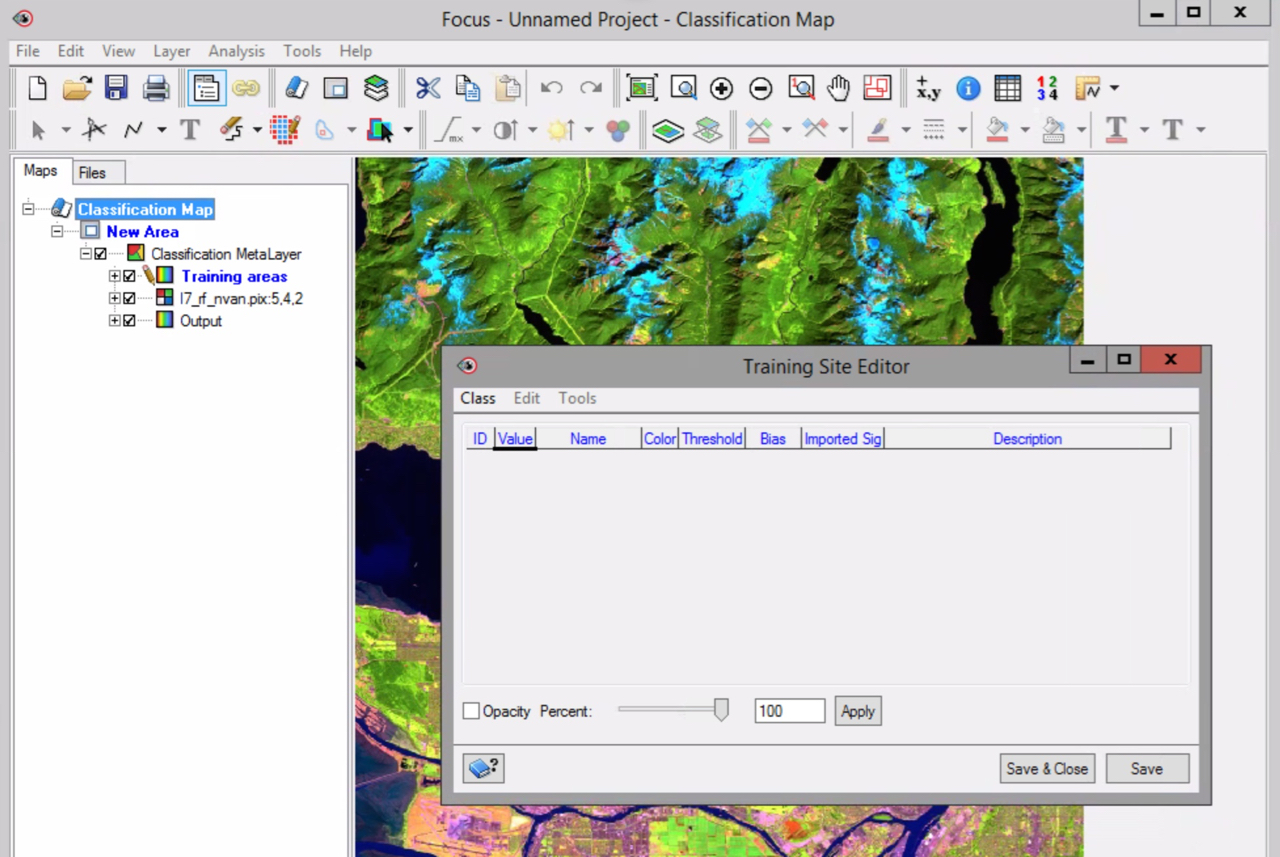 Focus - Unnamed Project - Classification Map
File Edit View Layer Analysis Tools Help
+ x,y i 1 2 3 4
T mx T T
Maps Files
Classification Map
New Area
Classification MetaLayer
Training areas
l7_rf_nvan.pix:5,4,2
Output
Training Site Editor
Class Edit Tools
ID Value Name Color Threshold Bias Imported Sig Description
Opacity Percent: 100 Apply
? Save & Close Save